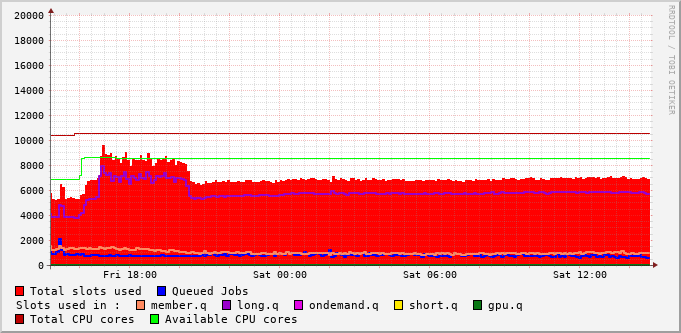 20000
18000
16000
14000
12000
10000
8000
6000
4000
2000
0
Fri 18:00 Sat 00:00 Sat 06:00 Sat 12:00
RRDTOOL / TOBI OETIKER
Total slots used Queued Jobs
Slots used in : member.q long.q ondemand.q short.q gpu.q
Total CPU cores Available CPU cores